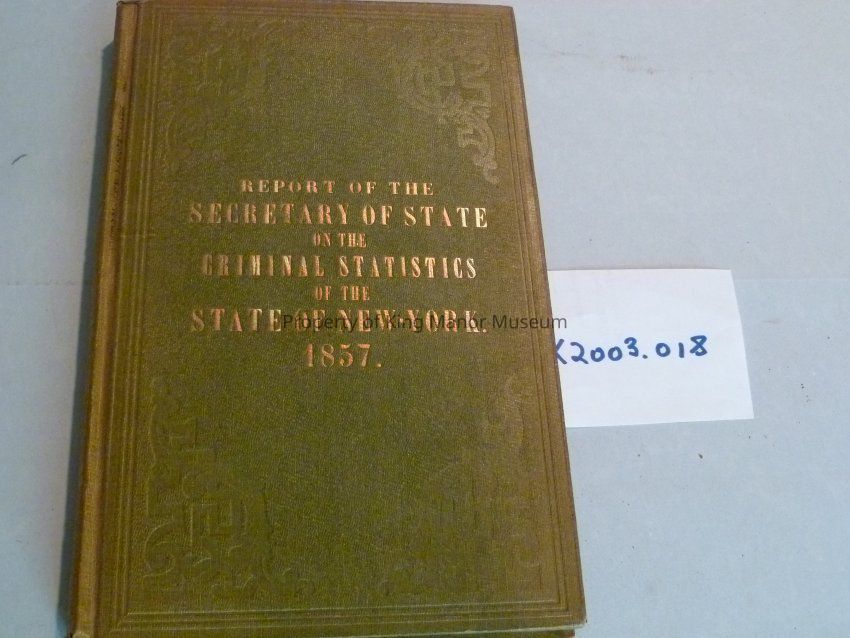 REPORT OF THE
SECRETARY OF STATE
ON THE
CRIMINAL STATISTICS
OF THE
STATE OF NEW-YORK.
1857.
Property of King Manor Museum
X2003.018